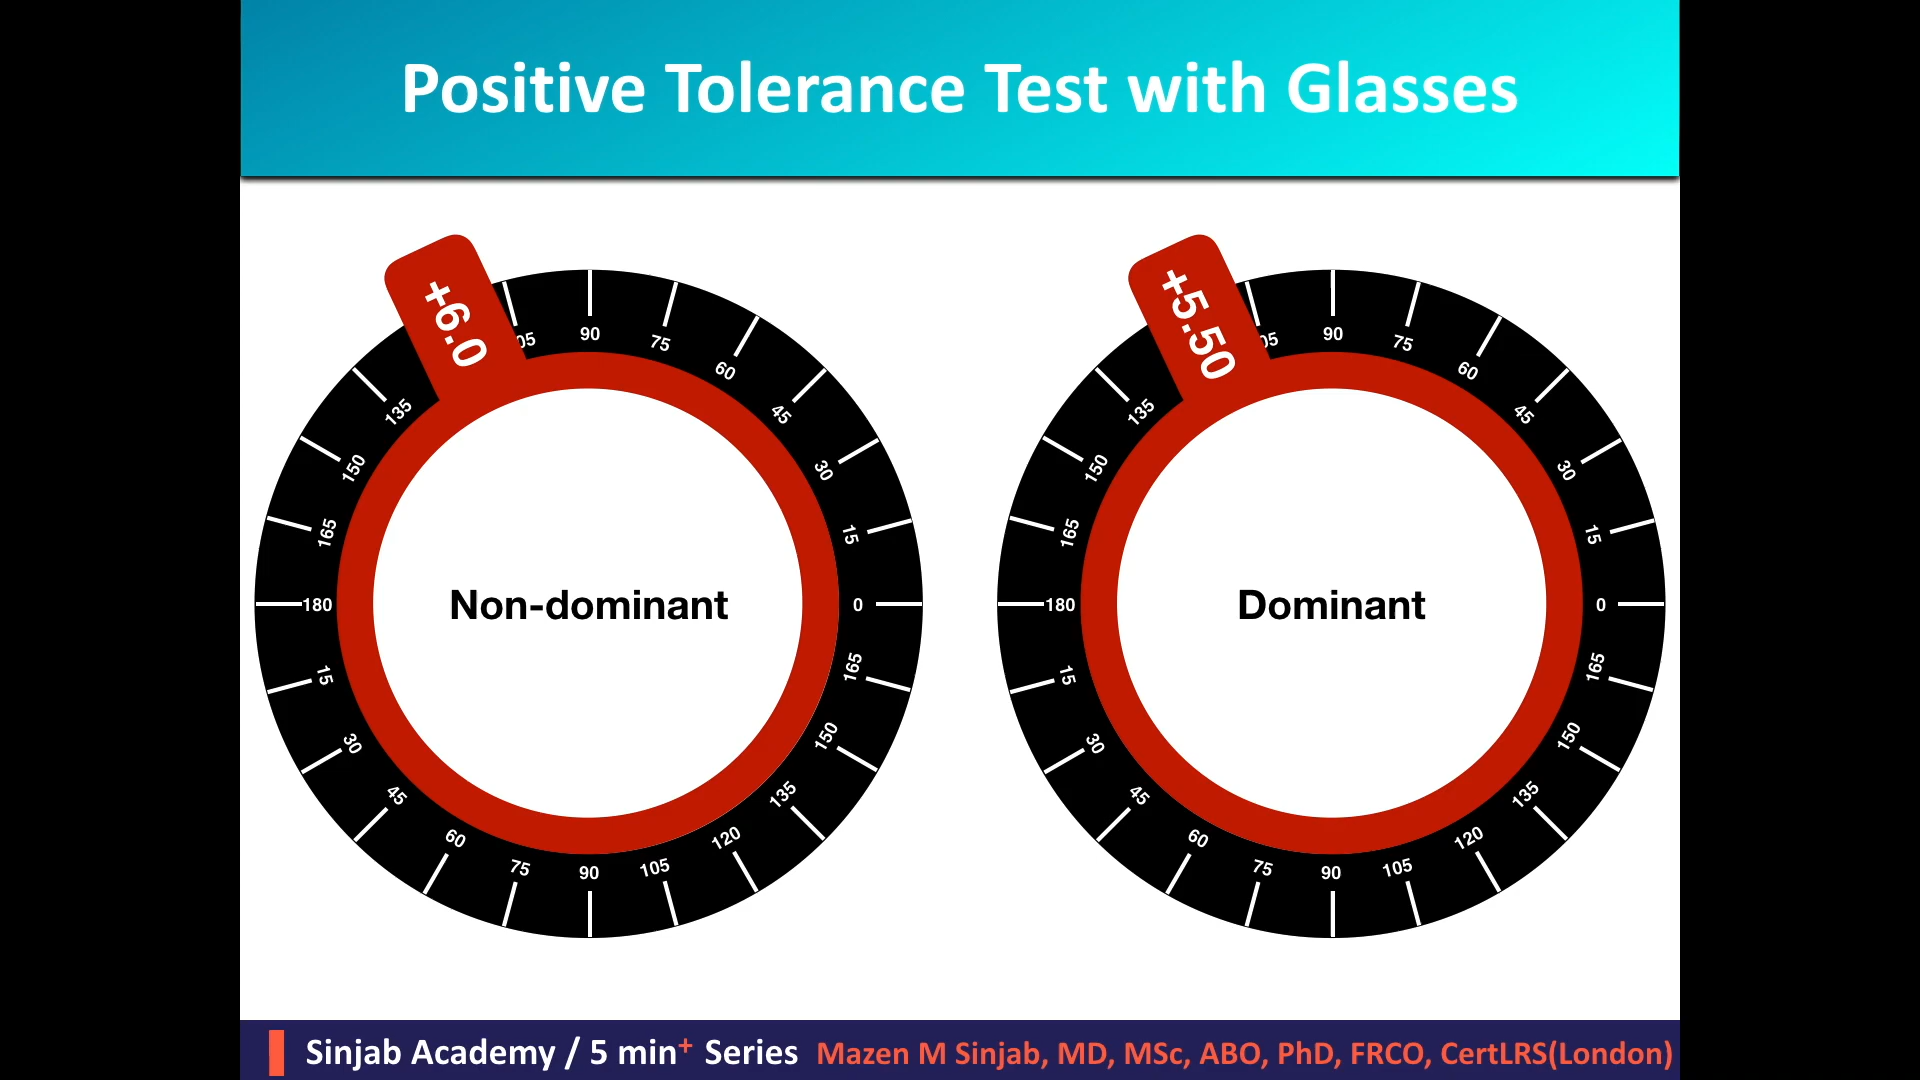 Positive Tolerance Test with Glasses
+6.0
05 90 75 60 45 30 15 0 165 150 135 120 105 90 75 60 45 30 15 180 165 150 135
Non-dominant
+5.50
05 90 75 60 45 30 15 0 165 150 135 120 105 90 75 60 45 30 15 180 165 150 135
Dominant
Sinjab Academy / 5 min+ Series Mazen M Sinjab, MD, MSc, ABO, PhD, FRCO, CertLRS(London)